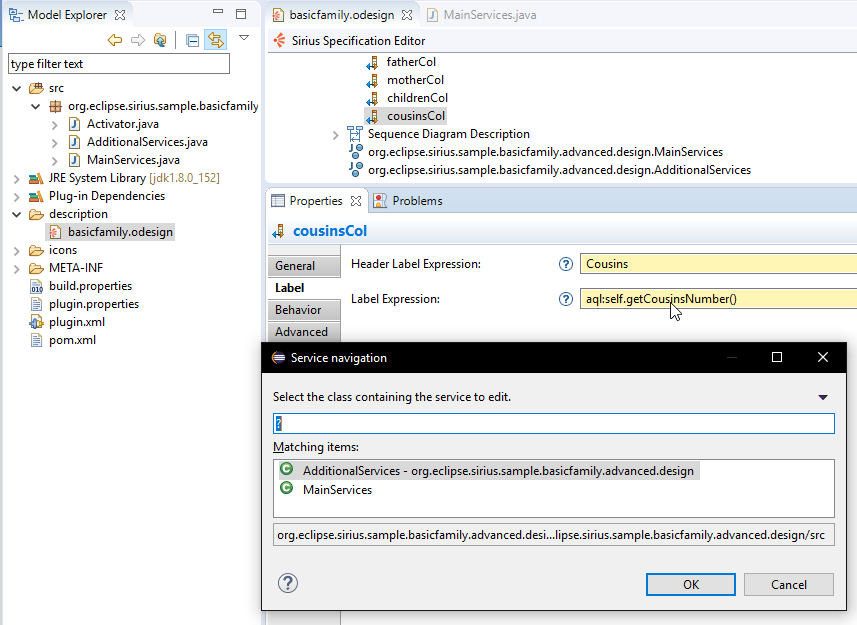 Model Explorer
type filter text
src
org.eclipse.sirius.sample.basicfamily
Activator.java
AdditionalServices.java
MainServices.java
JRE System Library [jdk1.8.0_152]
Plug-in Dependencies
description
basicfamily.odesign
icons
META-INF
build.properties
plugin.properties
plugin.xml
pom.xml
basicfamily.odesign
MainServices.java
Sirius Specification Editor
fatherCol
motherCol
childrenCol
cousinsCol
Sequence Diagram Description
org.eclipse.sirius.sample.basicfamily.advanced.design.MainServices
org.eclipse.sirius.sample.basicfamily.advanced.design.AdditionalServices
Properties
Problems
cousinsCol
General
Label
Behavior
Advanced
Header Label Expression: ? Cousins
Label Expression: ? aql:self.getCousinsNumber()
Service navigation
Select the class containing the service to edit.
?
Matching items:
AdditionalServices - org.eclipse.sirius.sample.basicfamily.advanced.design
MainServices
org.eclipse.sirius.sample.basicfamily.advanced.desi...lipse.sirius.sample.basicfamily.advanced.design/src
?
OK
Cancel